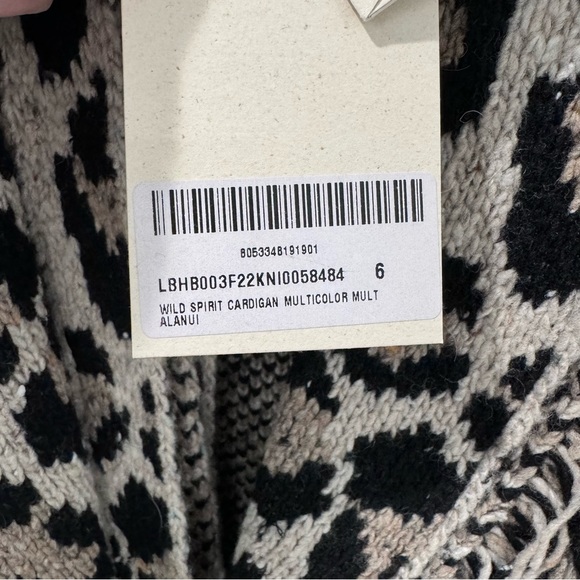 8053348191901
LBHB003F22KNI0058484 6
WILD SPIRIT CARDIGAN MULTICOLOR MULT
ALANUI